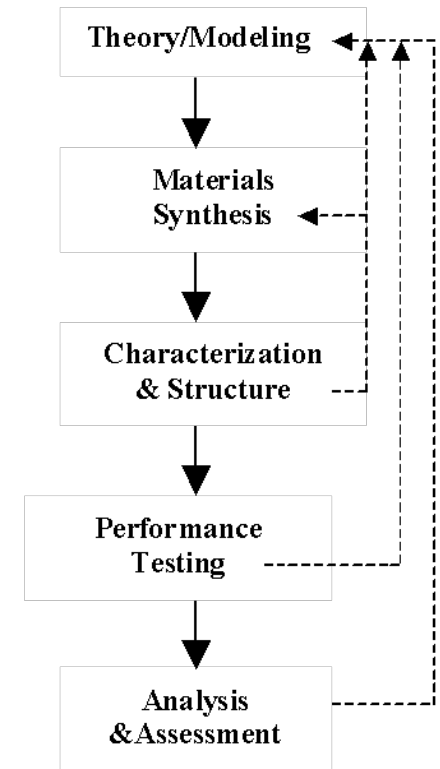 Theory/Modeling
Materials
Synthesis
Characterization
& Structure
Performance
Testing
Analysis
&Assessment